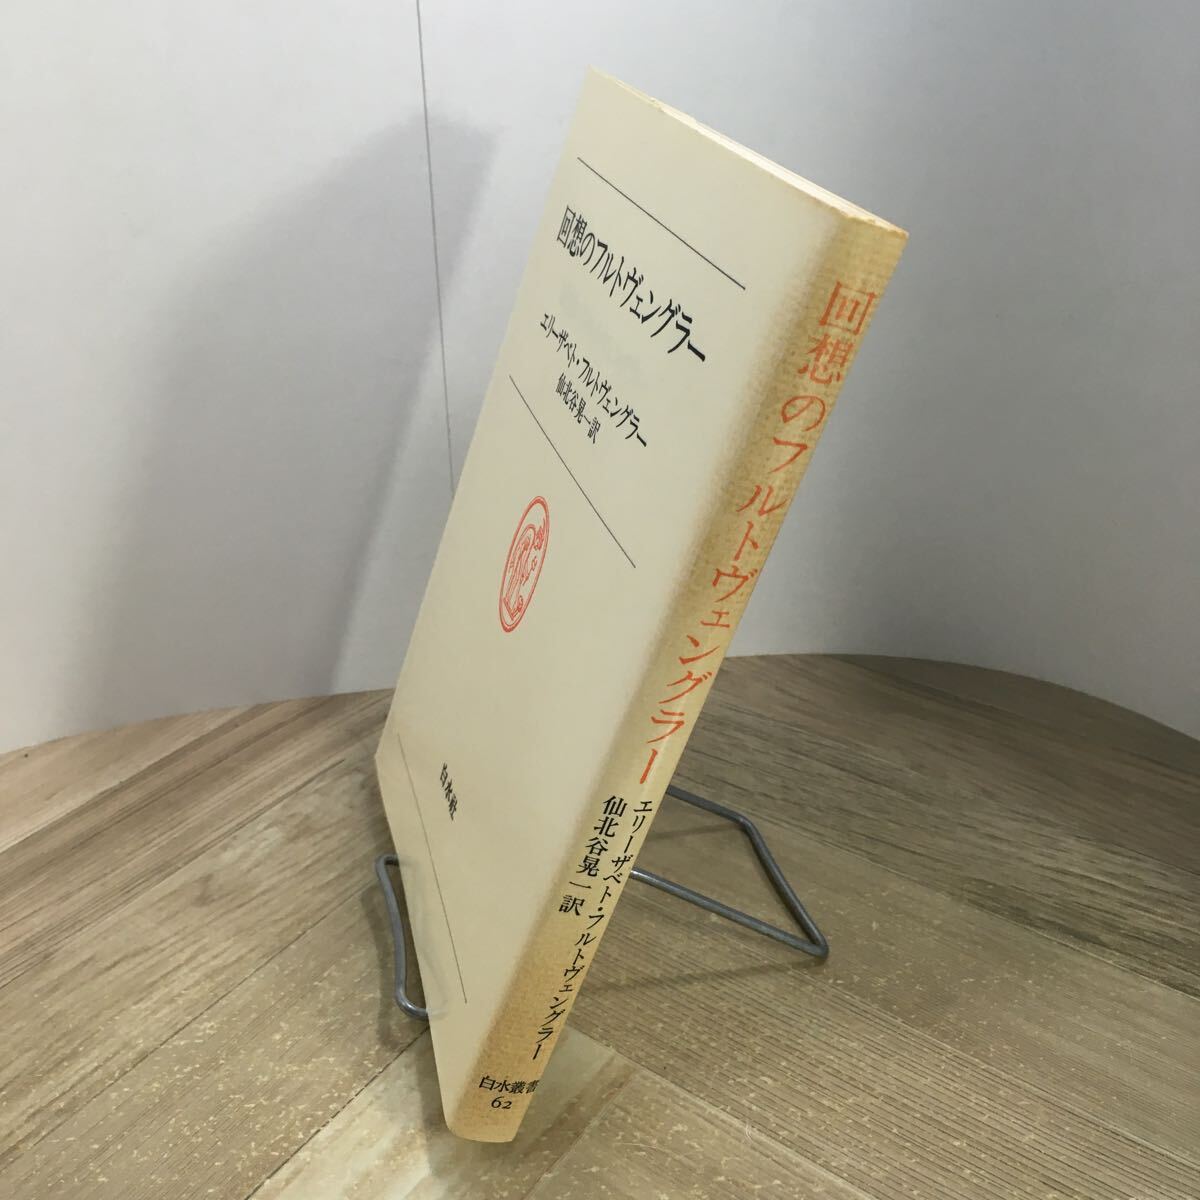 回想のフルトヴェングラー
エリーザベト・フルトヴェングラー
仙北谷晃一訳
白水社
回想のフルトヴェングラー
エリーザベト・フルトヴェングラー
仙北谷晃一訳
白水叢書
62